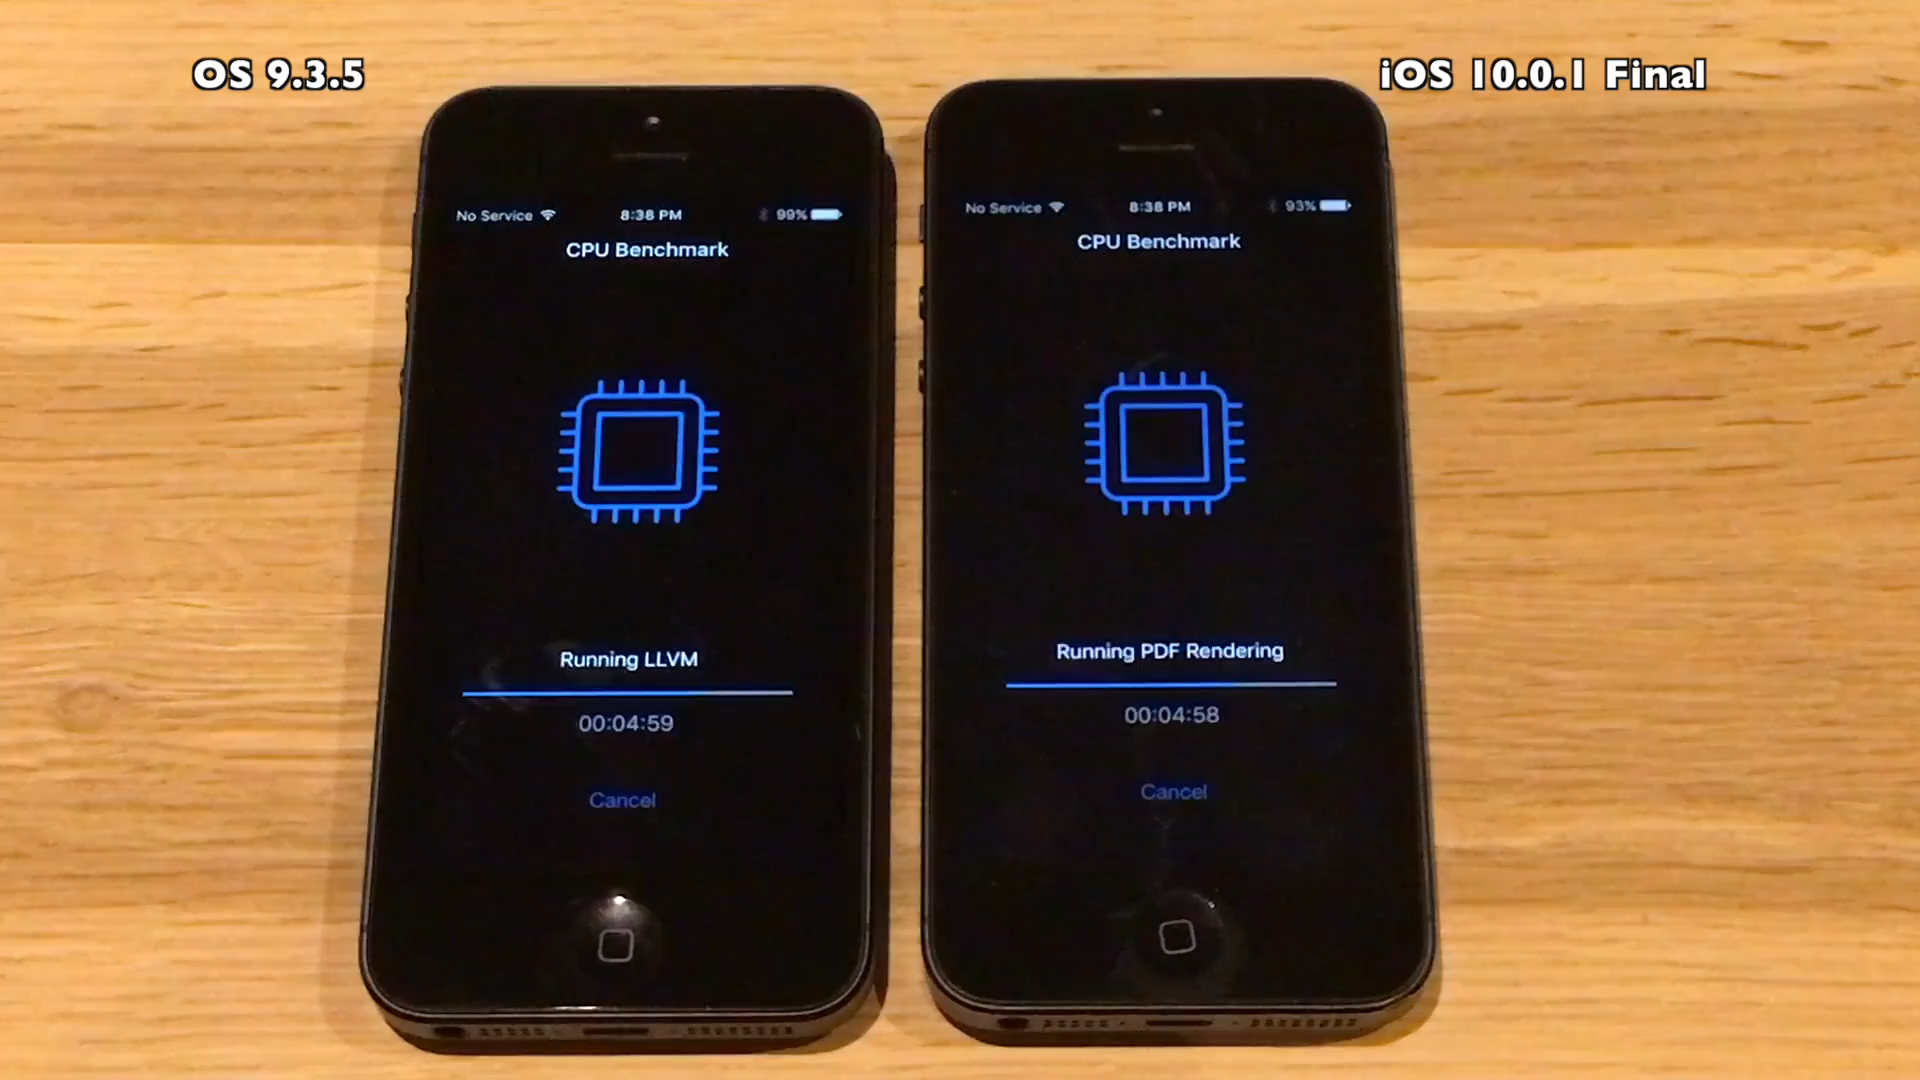 OS 9.3.5
iOS 10.0.1 Final
No Service 8:38 PM 99%
CPU Benchmark
Running LLVM
00:04:59
Cancel
No Service 8:38 PM 93%
CPU Benchmark
Running PDF Rendering
00:04:58
Cancel